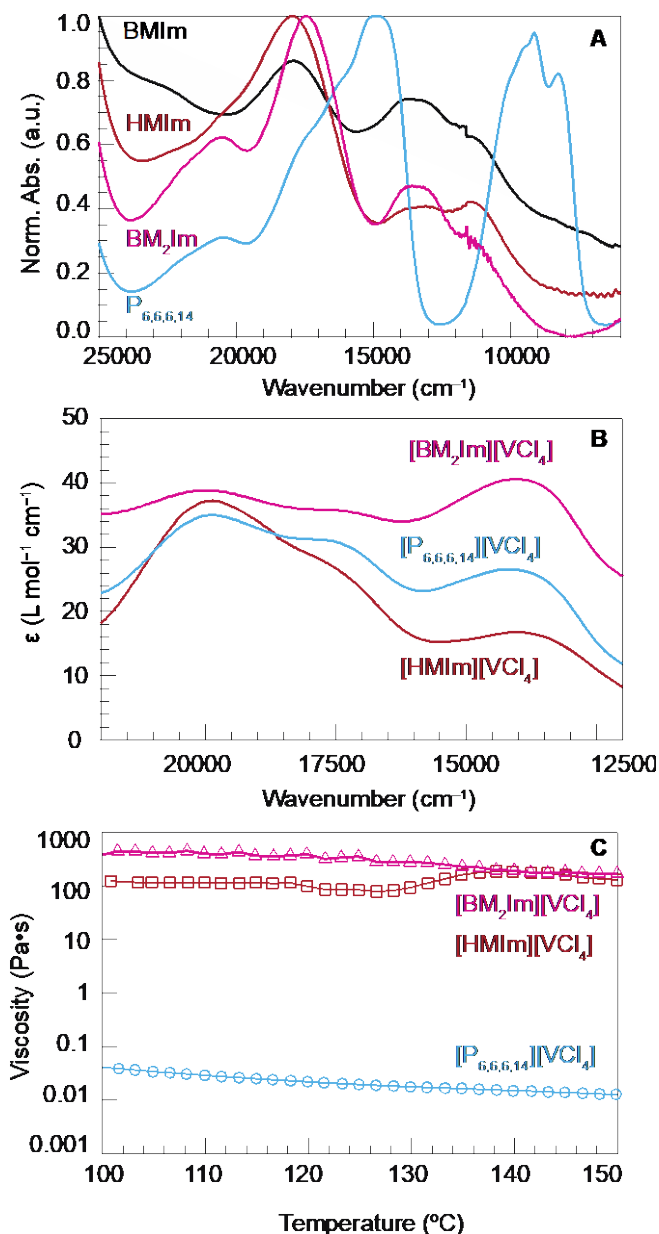 A
BMIm
HMIm
BM₂Im
P₆,₆,₆,₁₄
Norm. Abs. (a.u.)
1.0
0.8
0.6
0.4
0.2
0.0
25000 20000 15000 10000
Wavenumber (cm⁻¹)
B
[BM₂Im][VCl₄]
[P₆,₆,₆,₁₄][VCl₄]
[HMIm][VCl₄]
ε (L mol⁻¹ cm⁻¹)
50
40
30
20
10
0
20000 17500 15000 12500
Wavenumber (cm⁻¹)
C
[BM₂Im][VCl₄]
[HMIm][VCl₄]
[P₆,₆,₆,₁₄][VCl₄]
Viscosity (Pa•s)
1000
100
10
1
0.1
0.01
0.001
100 110 120 130 140 150
Temperature (ºC)